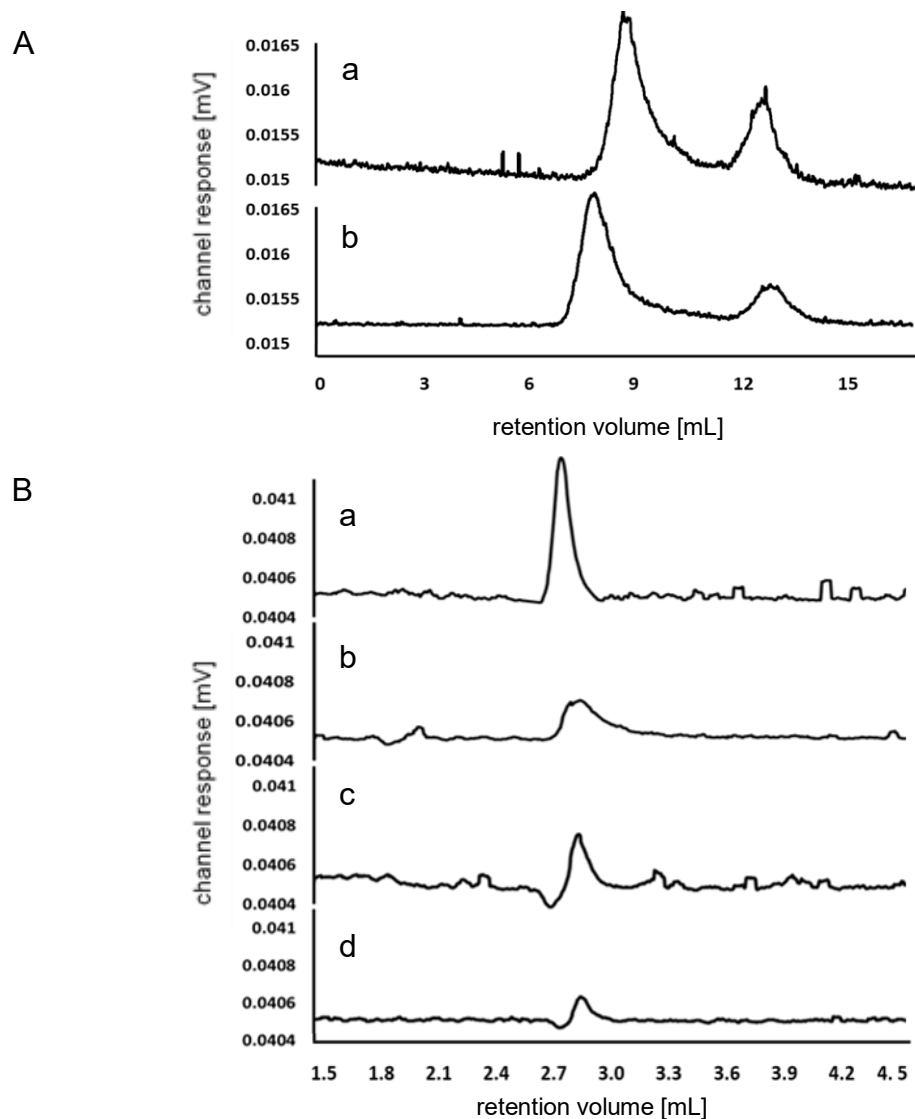 A
a
0.0165
0.016
0.0155
0.015
b
0.0165
0.016
0.0155
0.015
channel response [mV]
0 3 6 9 12 15
retention volume [mL]
B
a
0.041
0.0408
0.0406
0.0404
b
0.041
0.0408
0.0406
0.0404
c
0.041
0.0408
0.0406
0.0404
d
0.041
0.0408
0.0406
0.0404
channel response [mV]
1.5 1.8 2.1 2.4 2.7 3.0 3.3 3.6 3.9 4.2 4.5
retention volume [mL]